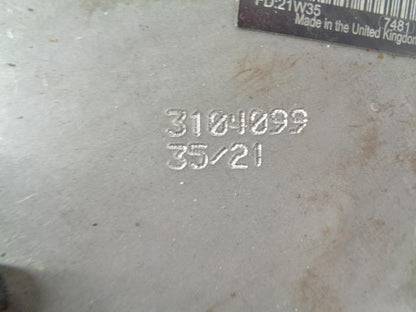 PD:21W35
7481
Made in the United Kingdom
3104099
35/21